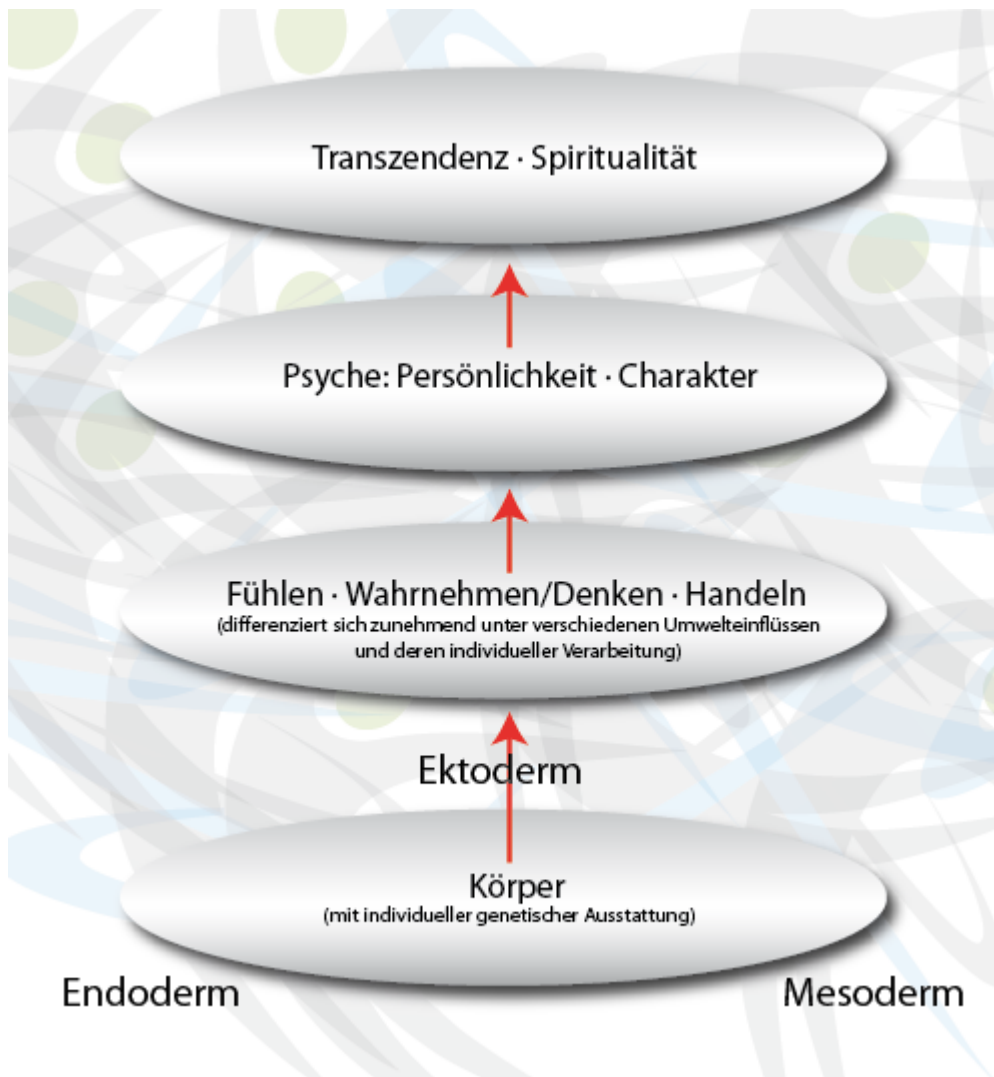 Transzendenz · Spiritualität
Psyche: Persönlichkeit · Charakter
Fühlen · Wahrnehmen/Denken · Handeln
(differenziert sich zunehmend unter verschiedenen Umwelteinflüssen
und deren individueller Verarbeitung)
Ektoderm
Körper
(mit individueller genetischer Ausstattung)
Endoderm
Mesoderm